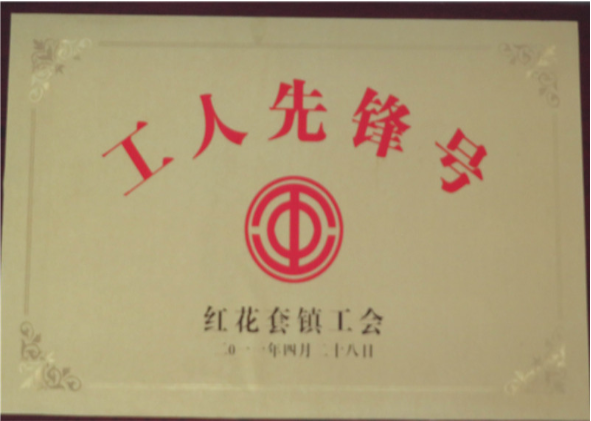 工人先锋号
红花套镇工会
二0一一年四月二十八日